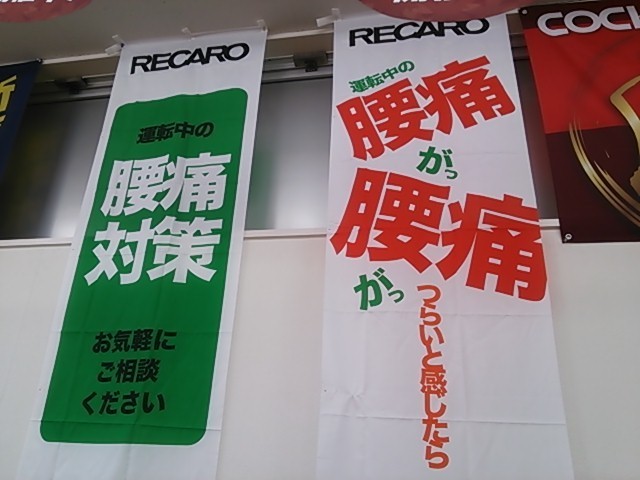 RECARO
運転中の
腰痛
対策
お気軽に
ご相談
ください
RECARO
運転中の
腰痛
がっ
腰痛
がっ
つらいと感じたら